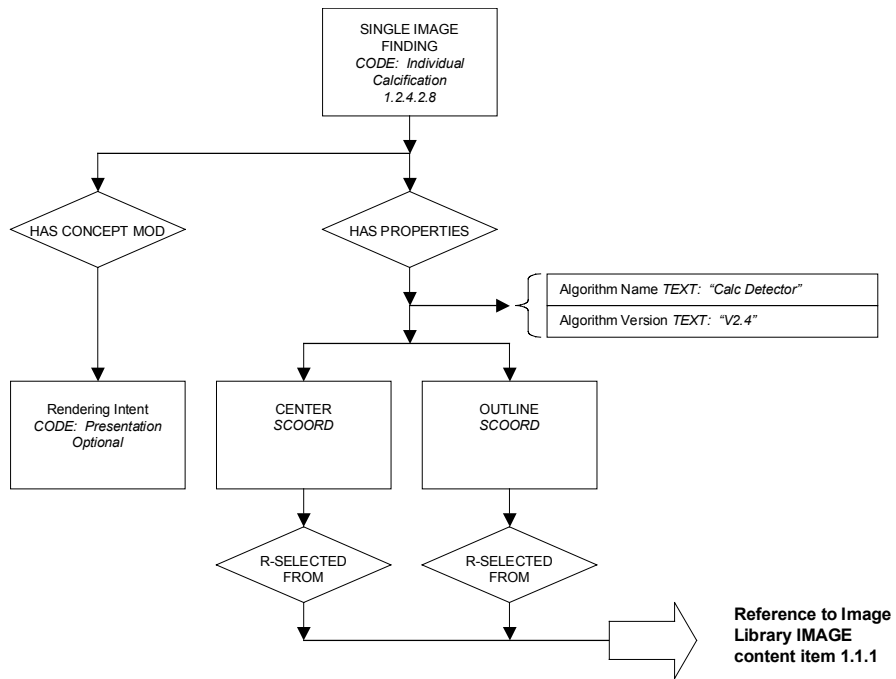 SINGLE IMAGE
FINDING
CODE: Individual
Calcification
1.2.4.2.8
HAS CONCEPT MOD
HAS PROPERTIES
Algorithm Name TEXT: “Calc Detector”
Algorithm Version TEXT: “V2.4”
Rendering Intent
CODE: Presentation
Optional
CENTER
SCOORD
OUTLINE
SCOORD
R-SELECTED
FROM
R-SELECTED
FROM
Reference to Image
Library IMAGE
content item 1.1.1